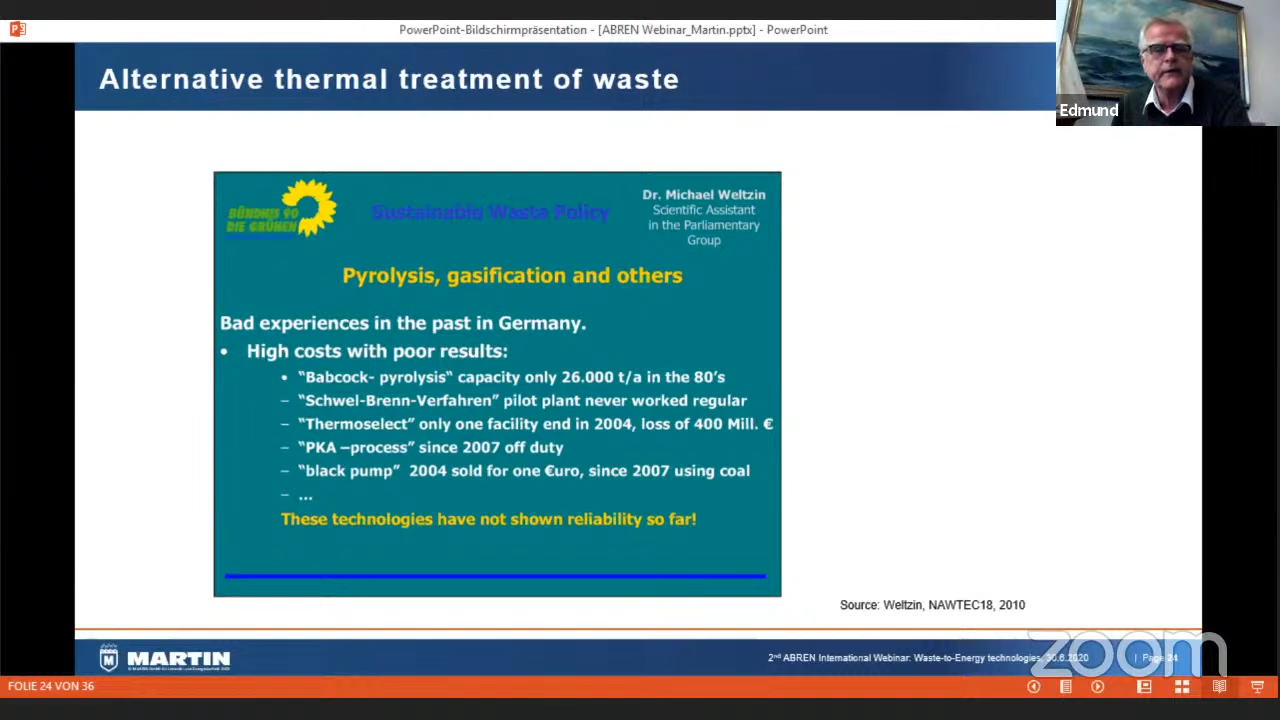 PowerPoint-Bildschirmpräsentation - [ABREN Webinar_Martin.pptx] - PowerPoint
Alternative thermal treatment of waste
Edmund
BÜNDNIS 90
DIE GRÜNEN
Sustainable Waste Policy
Dr. Michael Weltzin
Scientific Assistant
in the Parliamentary
Group
Pyrolysis, gasification and others
Bad experiences in the past in Germany.
• High costs with poor results:
• “Babcock- pyrolysis“ capacity only 26.000 t/a in the 80’s
– “Schwel-Brenn-Verfahren” pilot plant never worked regular
– “Thermoselect” only one facility end in 2004, loss of 400 Mill. €
– “PKA –process” since 2007 off duty
– “black pump” 2004 sold for one €uro, since 2007 using coal
– ...
These technologies have not shown reliability so far!
Source: Weltzin, NAWTEC18, 2010
MARTIN
2nd ABREN International Webinar: Waste-to-Energy technologies, 30.6.2020 | Page 24
zoom
FOLIE 24 VON 36